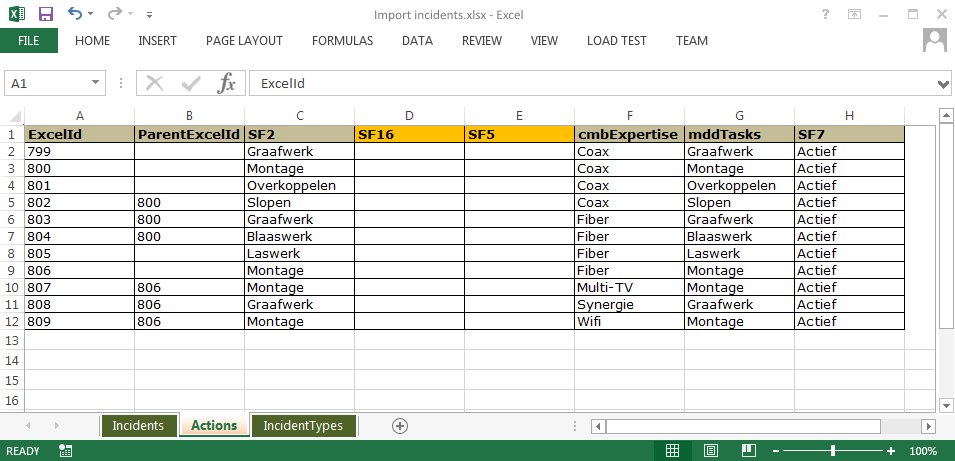 Import incidents.xlsx - Excel
?
FILE HOME INSERT PAGE LAYOUT FORMULAS DATA REVIEW VIEW LOAD TEST TEAM
A1 fx ExcelId
A B C D E F G H
1 ExcelId ParentExcelId SF2 SF16 SF5 cmbExpertise mddTasks SF7
2 799 Graafwerk Coax Graafwerk Actief
3 800 Montage Coax Montage Actief
4 801 Overkoppelen Coax Overkoppelen Actief
5 802 800 Slopen Coax Slopen Actief
6 803 800 Graafwerk Fiber Graafwerk Actief
7 804 800 Blaaswerk Fiber Blaaswerk Actief
8 805 Laswerk Fiber Laswerk Actief
9 806 Montage Fiber Montage Actief
10 807 806 Montage Multi-TV Montage Actief
11 808 806 Graafwerk Synergie Graafwerk Actief
12 809 806 Montage Wifi Montage Actief
13
14
15
16
Incidents Actions IncidentTypes
READY 100%